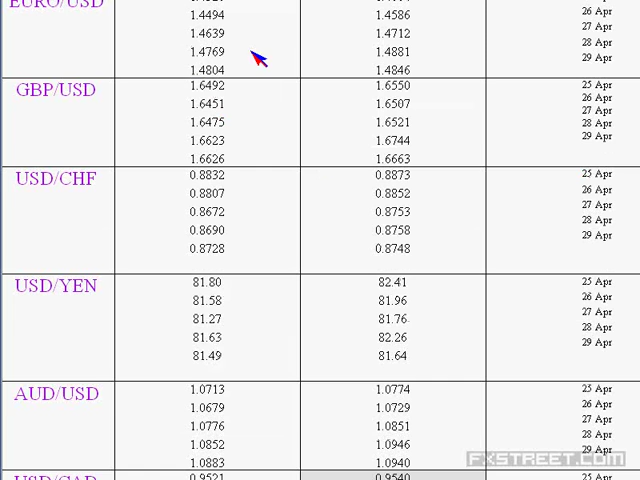 EURO/USD
1.4494 1.4586 26 Apr
1.4639 1.4712 27 Apr
1.4769 1.4881 28 Apr
1.4804 1.4846 29 Apr
GBP/USD
1.6492 1.6550 25 Apr
1.6451 1.6507 26 Apr
1.6475 1.6521 27 Apr
1.6623 1.6744 28 Apr
1.6626 1.6663 29 Apr
USD/CHF
0.8832 0.8873 25 Apr
0.8807 0.8852 26 Apr
0.8672 0.8753 27 Apr
0.8690 0.8758 28 Apr
0.8728 0.8748 29 Apr
USD/YEN
81.80 82.41 25 Apr
81.58 81.96 26 Apr
81.27 81.76 27 Apr
81.63 82.26 28 Apr
81.49 81.64 29 Apr
AUD/USD
1.0713 1.0774 25 Apr
1.0679 1.0729 26 Apr
1.0776 1.0851 27 Apr
1.0852 1.0946 28 Apr
1.0883 1.0940 29 Apr
FXSTREET.COM
USD/CAD 0.9521 0.9540 25 Apr